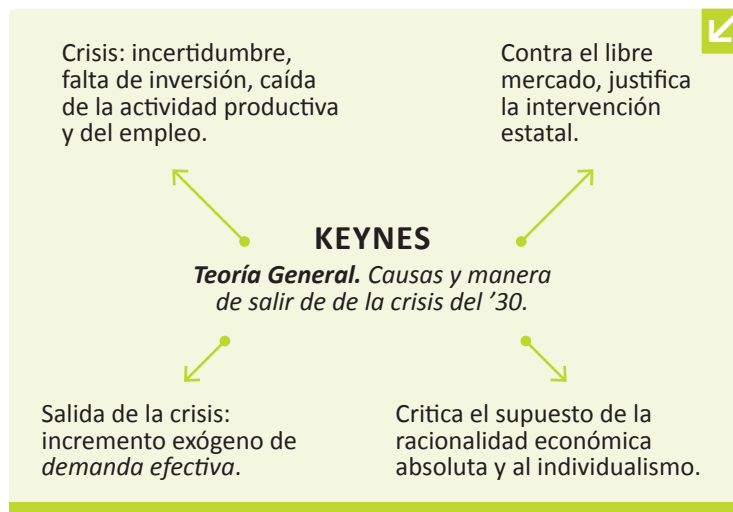 Crisis: incertidumbre,
falta de inversión, caída
de la actividad productiva
y del empleo.
Contra el libre
mercado, justifica
la intervención
estatal.
KEYNES
Teoría General. Causas y manera
de salir de de la crisis del ’30.
Salida de la crisis:
incremento exógeno de
demanda efectiva.
Critica el supuesto de la
racionalidad económica
absoluta y al individualismo.